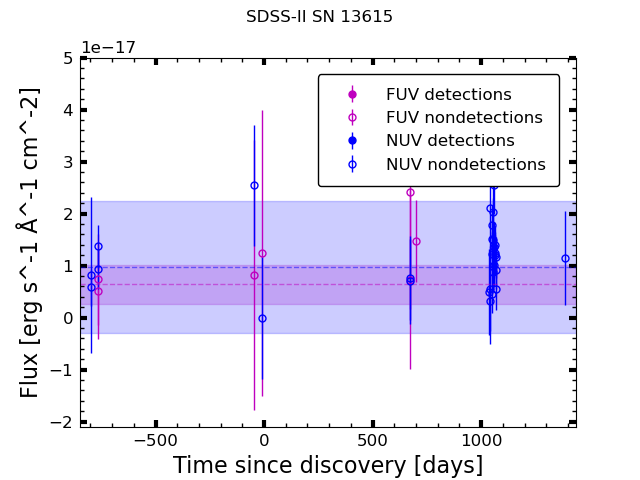 SDSS-II SN 13615
1e−17
5
4
3
2
1
0
−1
−2
Flux [erg s^-1 Å^-1 cm^-2]
FUV detections
FUV nondetections
NUV detections
NUV nondetections
−500 0 500 1000
Time since discovery [days]